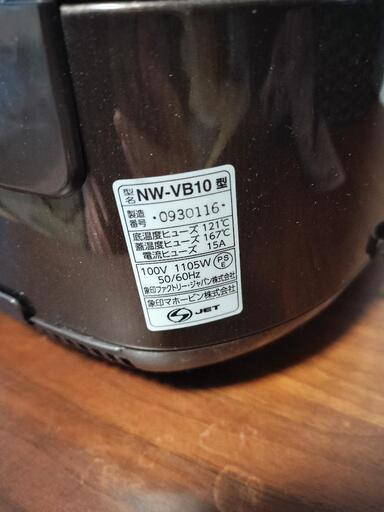 型名 NW-VB10 型
製造番号 ・0930116・
底温度ヒューズ 121℃
蓋温度ヒューズ 167℃
電流ヒューズ 15A
100V 1105W
50/60Hz
PSE
象印ファクトリー・ジャパン株式会社
象印マホービン株式会社
S JET